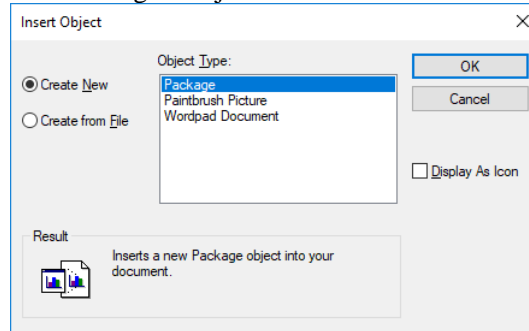 Insert Object
Object Type:
Create New
Create from File
Package
Paintbrush Picture
Wordpad Document
OK
Cancel
Display As Icon
Result
Inserts a new Package object into your
document.